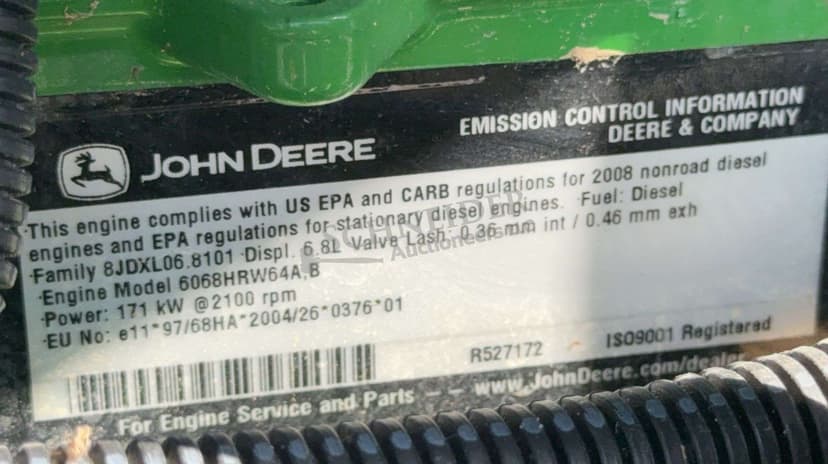 JOHN DEERE
EMISSION CONTROL INFORMATION
DEERE & COMPANY
·This engine complies with US EPA and CARB regulations for 2008 nonroad diesel
engines and EPA regulations for stationary diesel engines. ·Fuel: Diesel
·Family 8JDXL06.8101 ·Displ. 6.8L ·Valve Lash: 0.36 mm int / 0.46 mm exh
·Engine Model 6068HRW64A,B
·Power: 171 kW @2100 rpm
·EU No: e11*97/68HA*2004/26*0376*01
R527172
ISO9001 Registered
For Engine Service and Parts - - www.JohnDeere.com/dealer
SCHNEIDER
Auctioneers